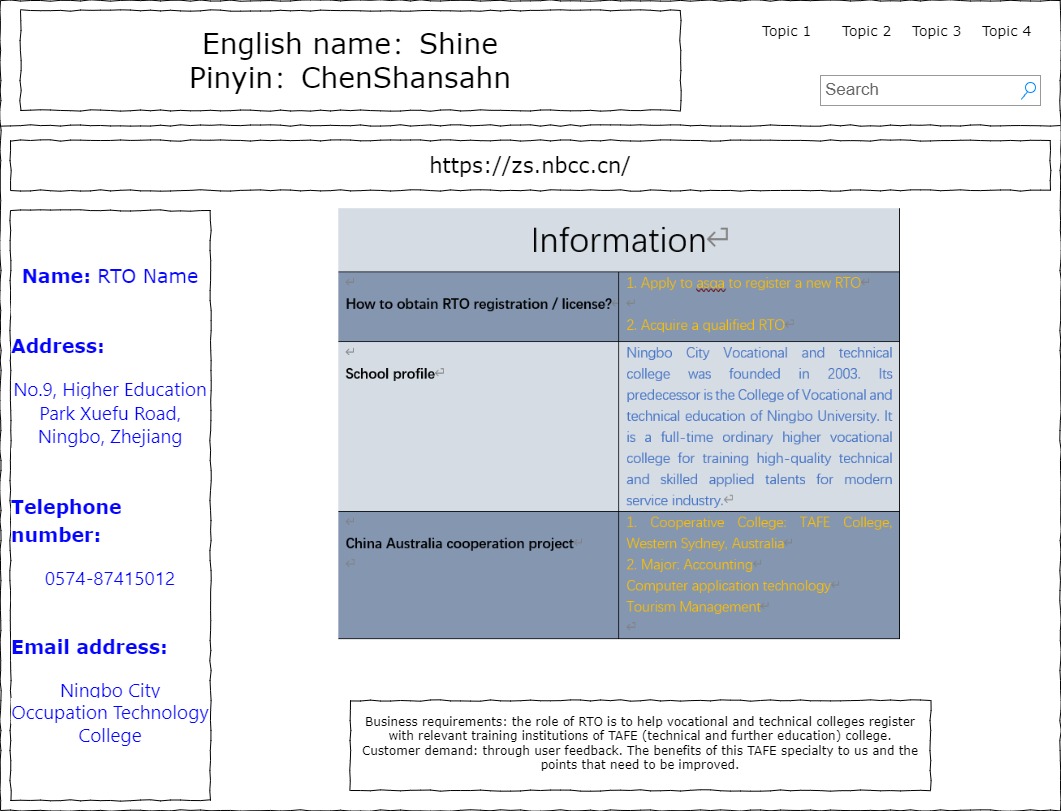 English name：Shine
Pinyin：ChenShansahn
Topic 1 Topic 2 Topic 3 Topic 4
Search
https://zs.nbcc.cn/
Name: RTO Name
Address:
No.9, Higher Education
Park Xuefu Road,
Ningbo, Zhejiang
Telephone
number:
0574-87415012
Email address:
Ningbo City
Occupation Technology
College
Information
How to obtain RTO registration / license?
1. Apply to asqa to register a new RTO
2. Acquire a qualified RTO
School profile
Ningbo City Vocational and technical
college was founded in 2003. Its
predecessor is the College of Vocational and
technical education of Ningbo University. It
is a full-time ordinary higher vocational
college for training high-quality technical
and skilled applied talents for modern
service industry.
China Australia cooperation project
1. Cooperative College: TAFE College,
Western Sydney, Australia
2. Major: Accounting
Computer application technology
Tourism Management
Business requirements: the role of RTO is to help vocational and technical colleges register
with relevant training institutions of TAFE (technical and further education) college.
Customer demand: through user feedback. The benefits of this TAFE specialty to us and the
points that need to be improved.